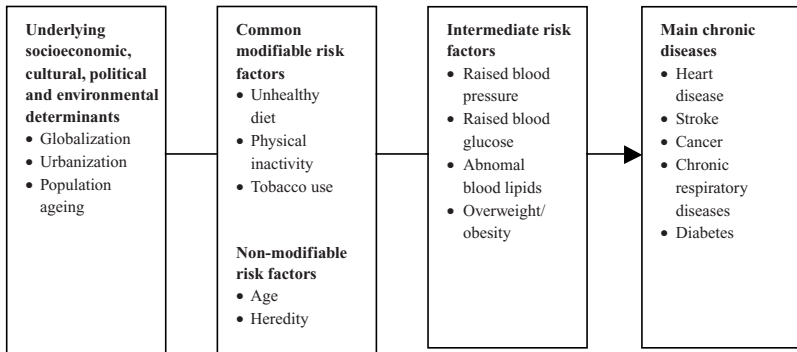 Underlying
socioeconomic,
cultural, political
and environmental
determinants
• Globalization
• Urbanization
• Population
ageing
Common
modifiable risk
factors
• Unhealthy
diet
• Physical
inactivity
• Tobacco use
Non-modifiable
risk factors
• Age
• Heredity
Intermediate risk
factors
• Raised blood
pressure
• Raised blood
glucose
• Abnomal
blood lipids
• Overweight/
obesity
Main chronic
diseases
• Heart
disease
• Stroke
• Cancer
• Chronic
respiratory
diseases
• Diabetes